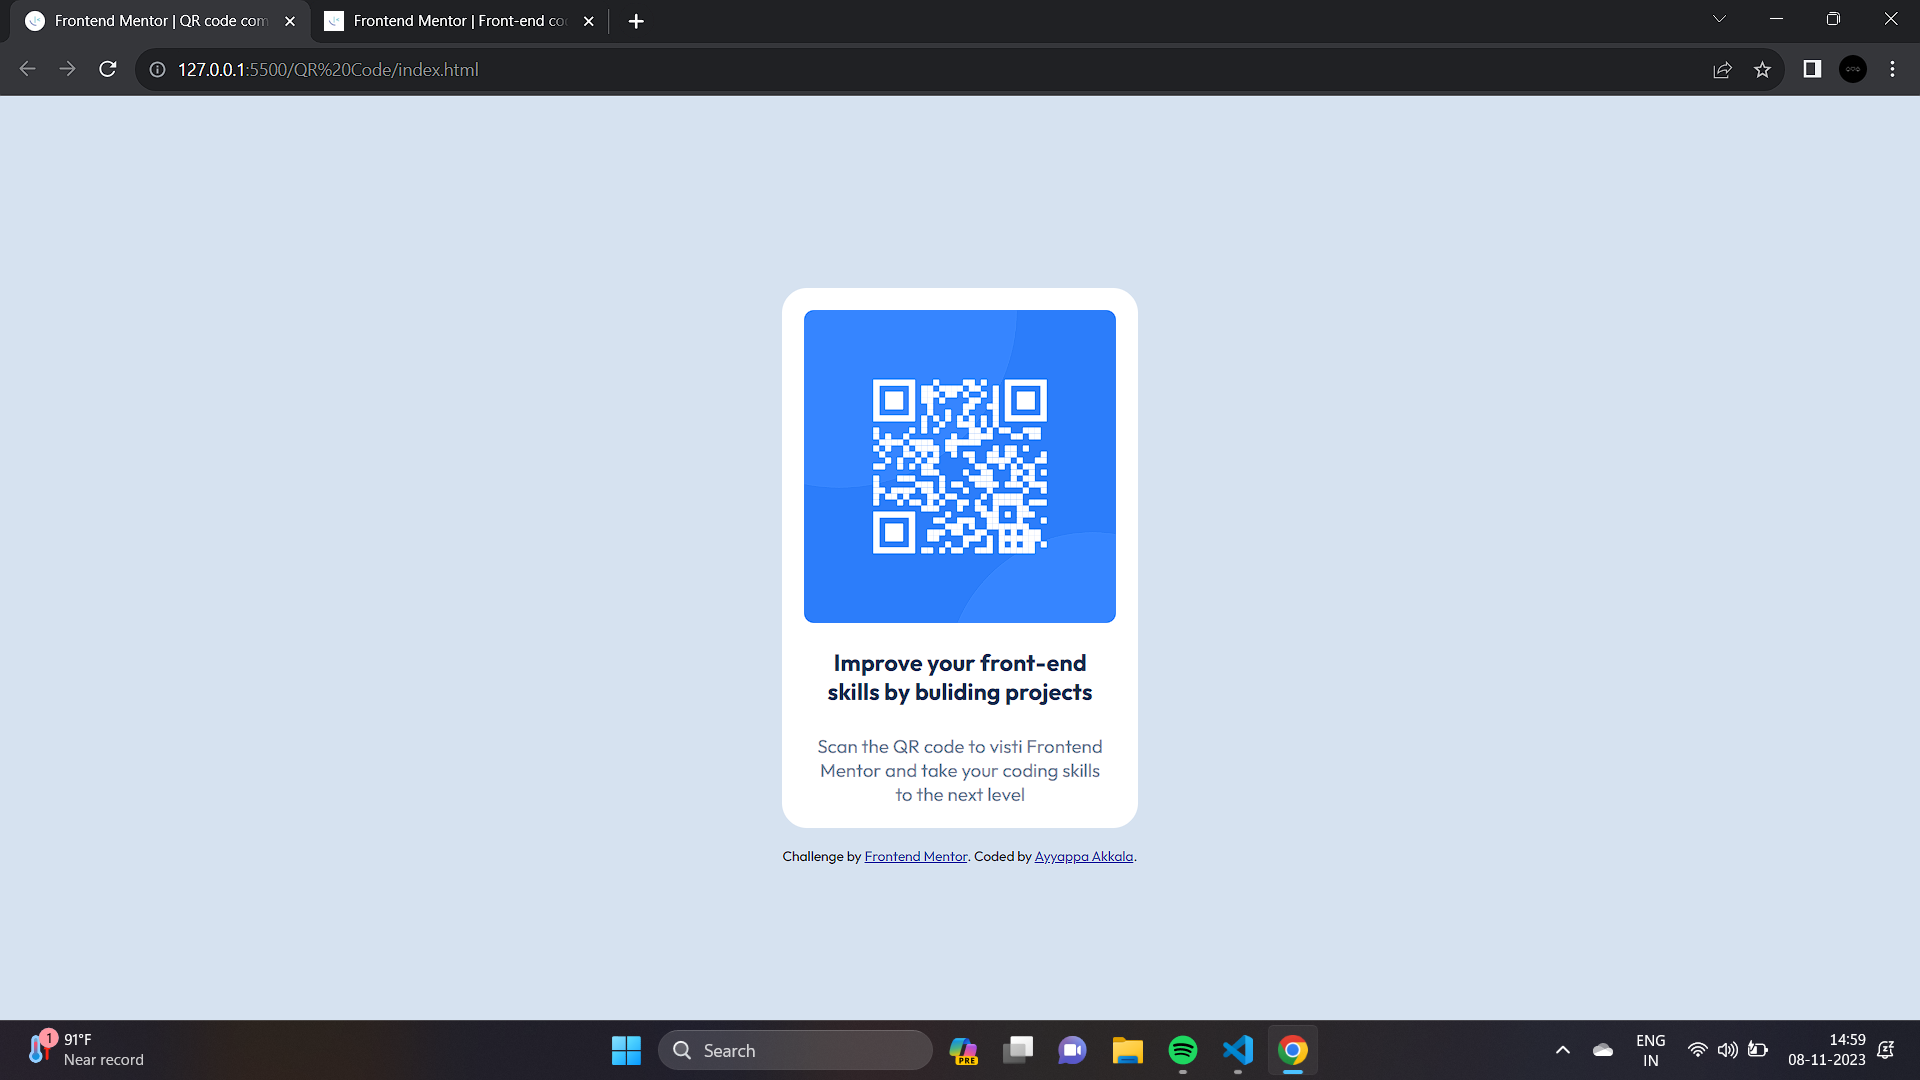 Frontend Mentor | QR code com
Frontend Mentor | Front-end co
127.0.0.1:5500/QR%20Code/index.html
Improve your front-end
skills by buliding projects
Scan the QR code to visti Frontend
Mentor and take your coding skills
to the next level
Challenge by Frontend Mentor. Coded by Ayyappa Akkala.
1
91°F
Near record
Search
PRE
ENG
IN
14:59
08-11-2023